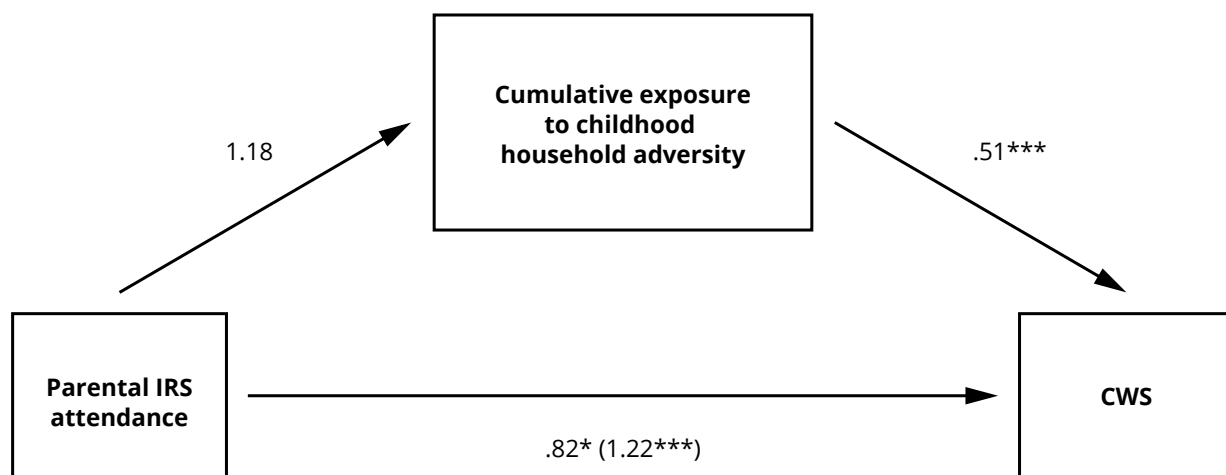 Cumulative exposure
to childhood
household adversity
1.18
.51***
Parental IRS
attendance
CWS
.82* (1.22***)